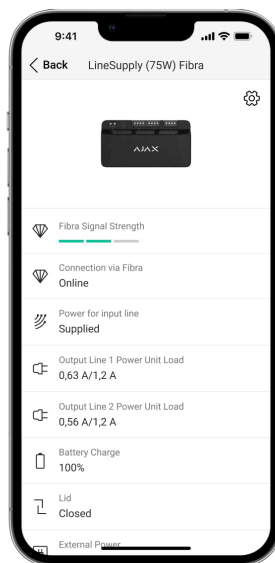 9:41
Back LineSupply (75W) Fibra
AJAX
Fibra Signal Strength
Connection via Fibra
Online
Power for input line
Supplied
Output Line 1 Power Unit Load
0,63 A/1,2 A
Output Line 2 Power Unit Load
0,56 A/1,2 A
Battery Charge
100%
Lid
Closed
External Power